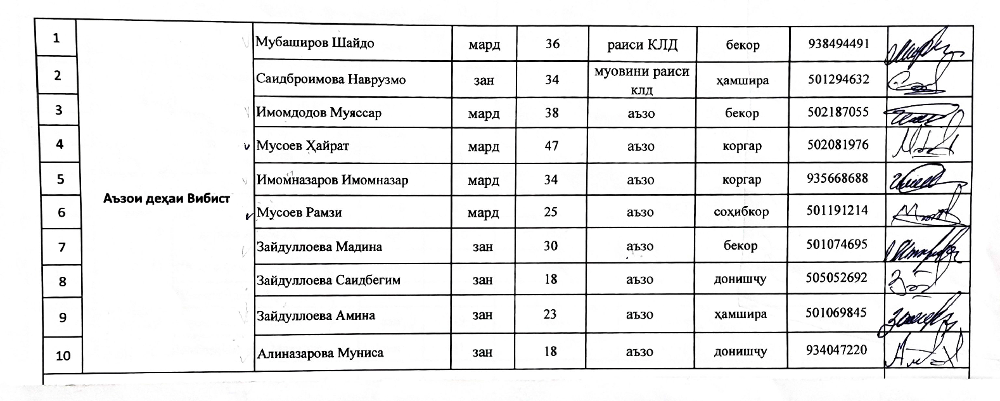 1 Мубаширов Шайдо мард 36 раиси КЛД бекор 938494491
2 Саидброимова Наврузмо зан 34 муовини раиси клд ҳамшира 501294632
3 Имомдодов Муяссар мард 38 аъзо бекор 502187055
4 Мусоев Ҳайрат мард 47 аъзо коргар 502081976
5 Имомназаров Имомназар мард 34 аъзо коргар 935668688
Аъзои деҳаи Вибист
6 Мусоев Рамзи мард 25 аъзо соҳибкор 501191214
7 Зайдуллоева Мадина зан 30 аъзо бекор 501074695
8 Зайдуллоева Саидбегим зан 18 аъзо донишҷу 505052692
9 Зайдуллоева Амина зан 23 аъзо ҳамшира 501069845
10 Алиназарова Муниса зан 18 аъзо донишҷу 934047220